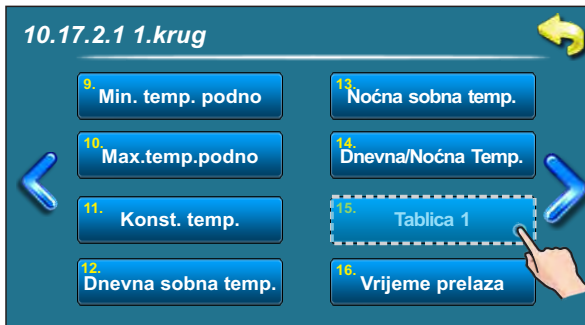 10.17.2.1 1.krug
9. Min. temp. podno
10. Max.temp.podno
11. Konst. temp.
12. Dnevna sobna temp.
13. Noćna sobna temp.
14. Dnevna/Noćna Temp.
15. Tablica 1
16. Vrijeme prelaza